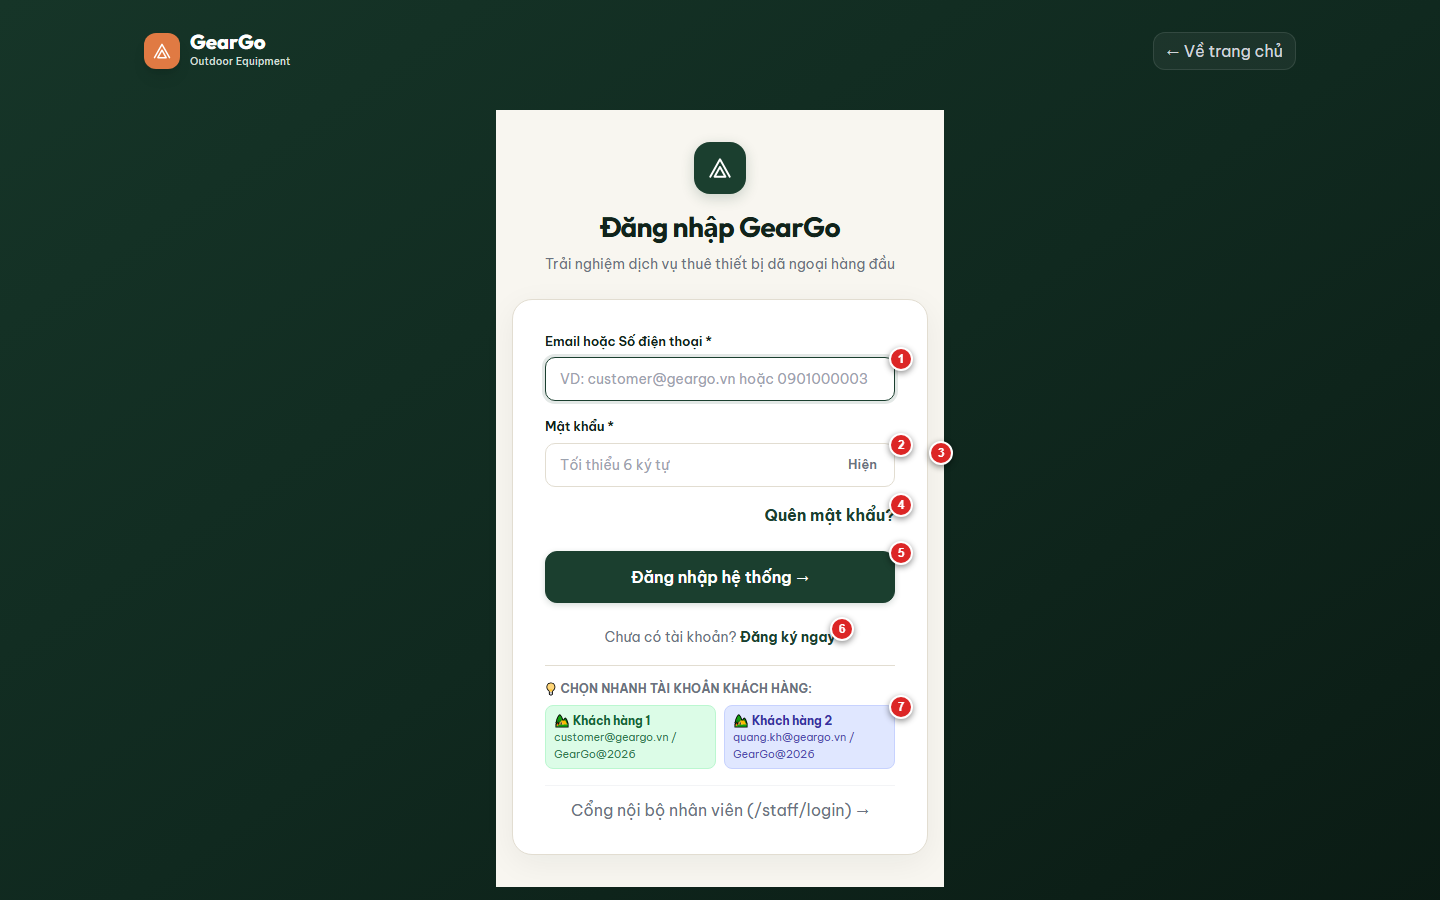 GearGo
Outdoor Equipment
← Về trang chủ
Đăng nhập GearGo
Trải nghiệm dịch vụ thuê thiết bị dã ngoại hàng đầu
Email hoặc Số điện thoại *
1
VD: customer@geargo.vn hoặc 0901000003
Mật khẩu *
2
3
Tối thiểu 6 ký tự
Hiện
4
Quên mật khẩu?
5
Đăng nhập hệ thống →
6
Chưa có tài khoản? Đăng ký ngay
CHỌN NHANH TÀI KHOẢN KHÁCH HÀNG:
7
Khách hàng 1
customer@geargo.vn /
GearGo@2026
Khách hàng 2
quang.kh@geargo.vn /
GearGo@2026
Cổng nội bộ nhân viên (/staff/login) →